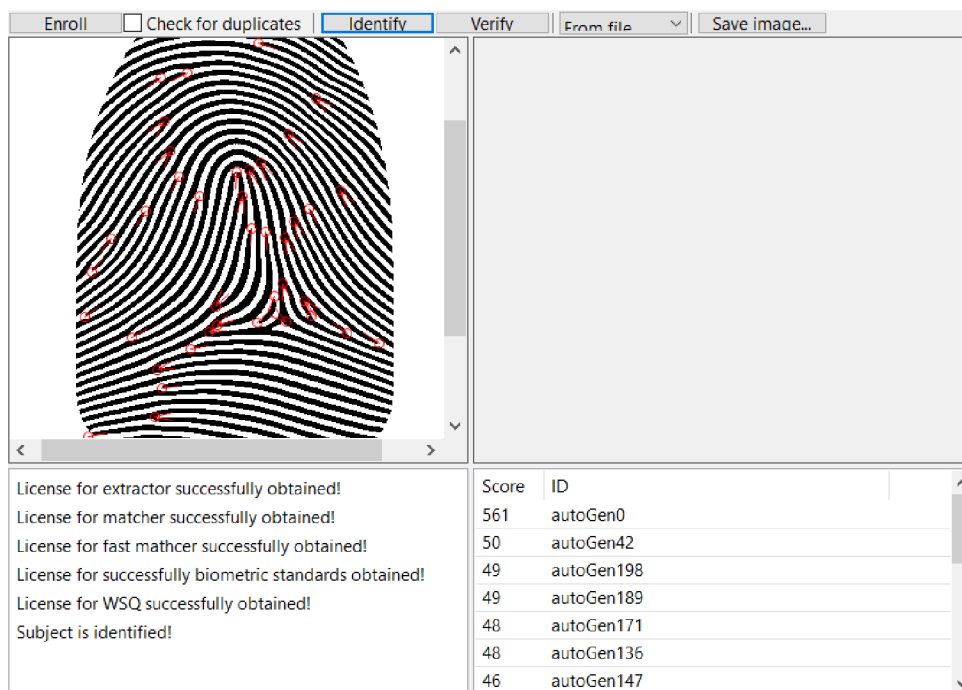 Enroll Check for duplicates Identify Verify From file Save image...
License for extractor successfully obtained!
License for matcher successfully obtained!
License for fast mathcer successfully obtained!
License for successfully biometric standards obtained!
License for WSQ successfully obtained!
Subject is identified!
Score ID
561 autoGen0
50 autoGen42
49 autoGen198
49 autoGen189
48 autoGen171
48 autoGen136
46 autoGen147